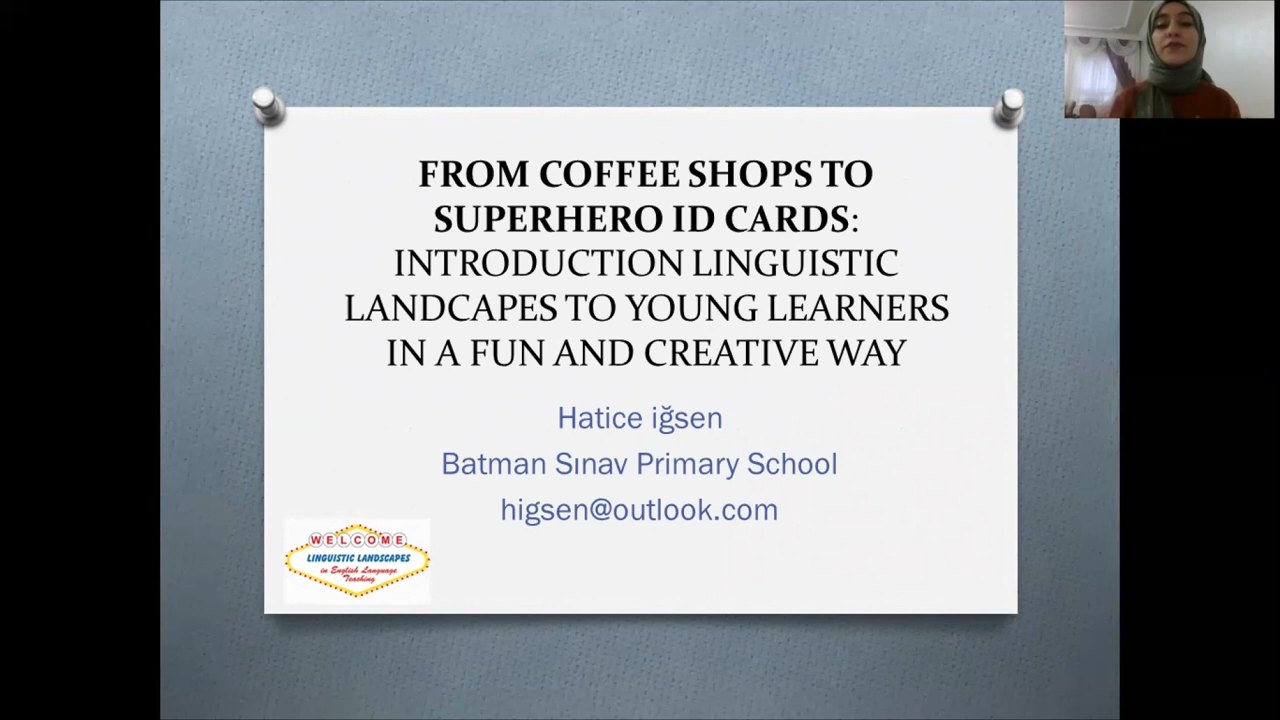 FROM COFFEE SHOPS TO
SUPERHERO ID CARDS:
INTRODUCTION LINGUISTIC
LANDCAPES TO YOUNG LEARNERS
IN A FUN AND CREATIVE WAY
Hatice iğsen
Batman Sınav Primary School
higsen@outlook.com
WELCOME
LINGUISTIC LANDSCAPES
in English Language
Teaching